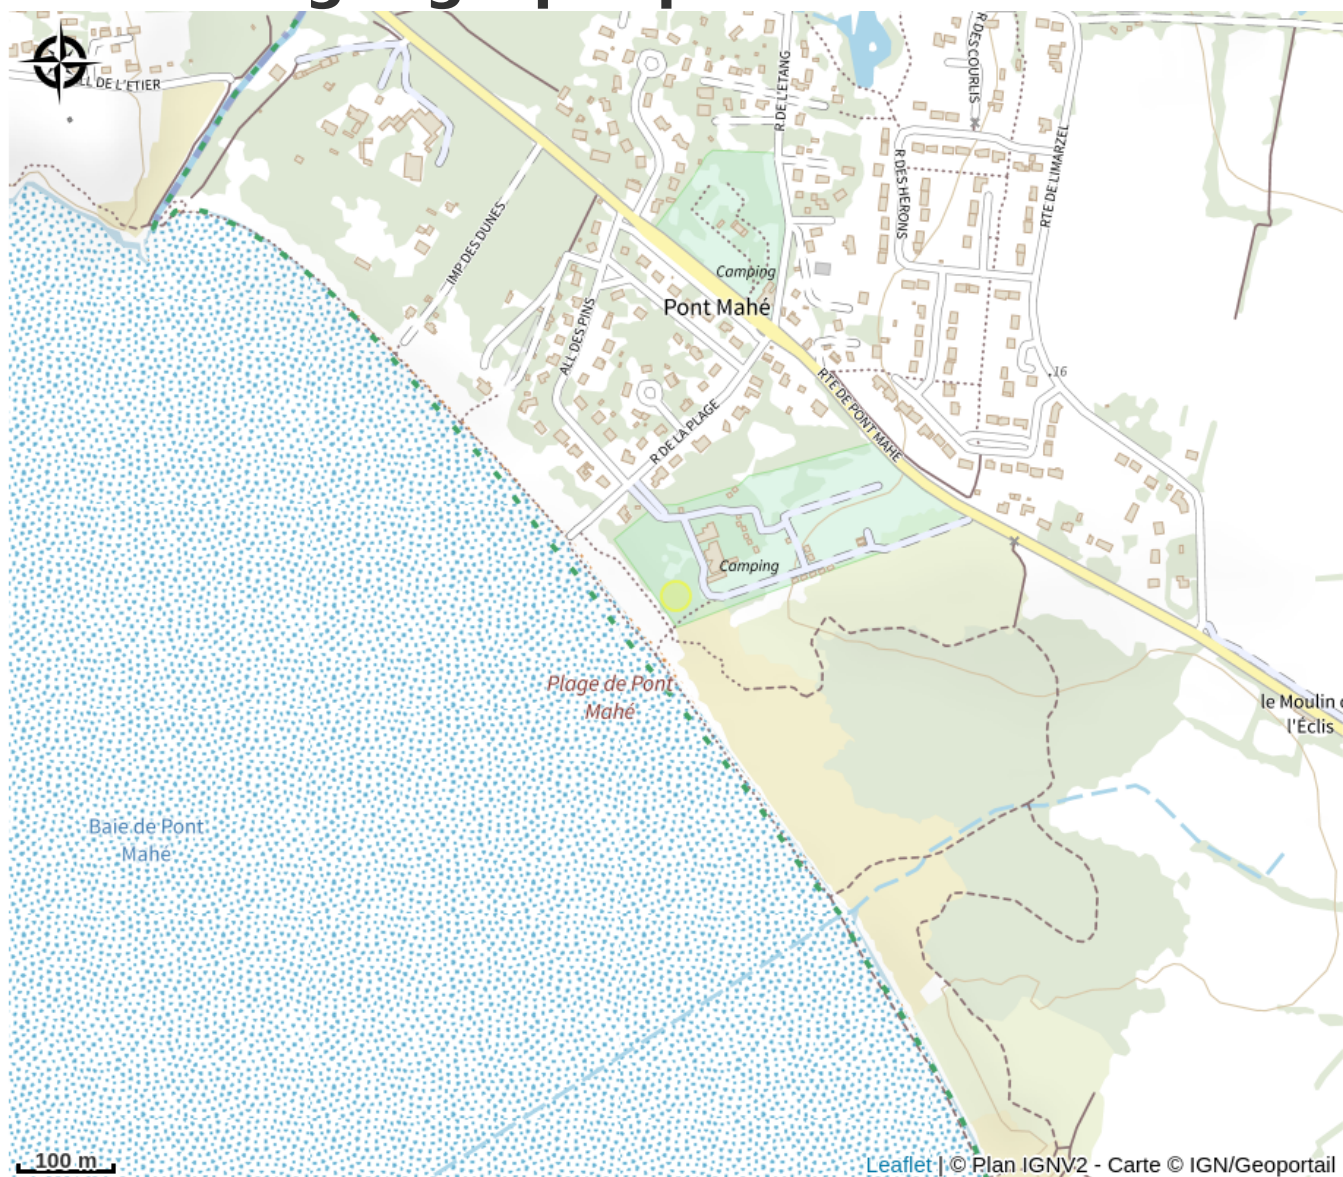 ALL DE L'ETIER
R DE L'ETANG
R DES COURLIS
RTE DE LIMARZEL
R DES HERONS
IMP DES DUNES
Camping
Pont Mahé
ALL DES PINS
16
RTE DE PONT MAHE
R DE LA PLAGE
Camping
Plage de Pont
Mahé
le Moulin
l'Éclis
Baie de Pont
Mahé
100 m
Leaflet | © Plan IGNV2 - Carte © IGN/Geoportail